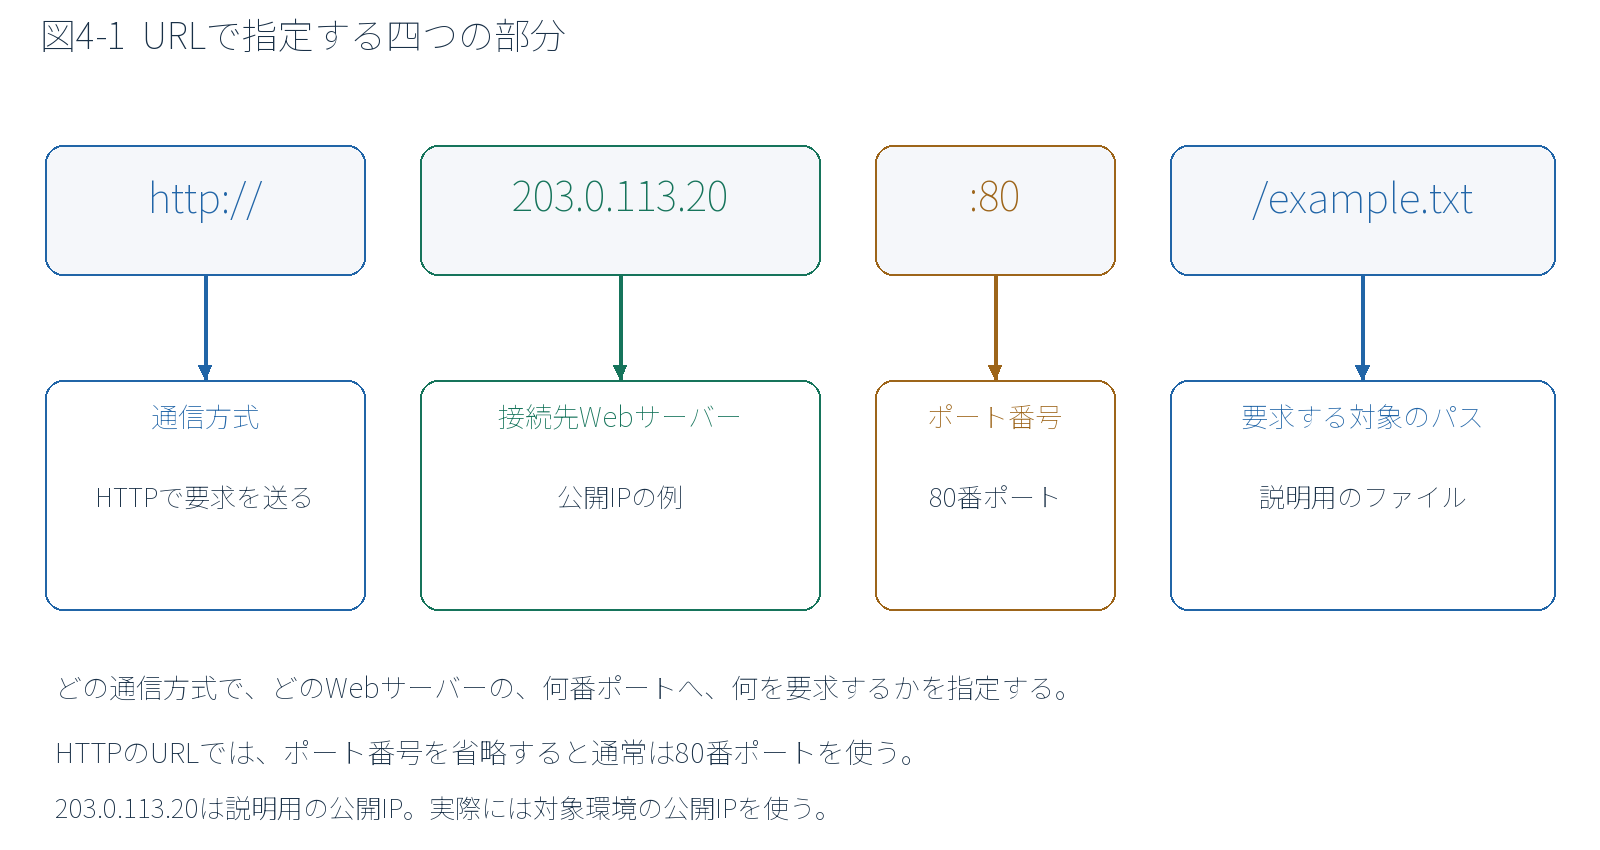 図4-1 URLで指定する四つの部分
http://
203.0.113.20
:80
/example.txt
通信方式
接続先Webサーバー
ポート番号
要求する対象のパス
HTTPで要求を送る
公開IPの例
80番ポート
説明用のファイル
どの通信方式で、どのWebサーバーの、何番ポートへ、何を要求するかを指定する。
HTTPのURLでは、ポート番号を省略すると通常は80番ポートを使う。
203.0.113.20は説明用の公開IP。実際には対象環境の公開IPを使う。